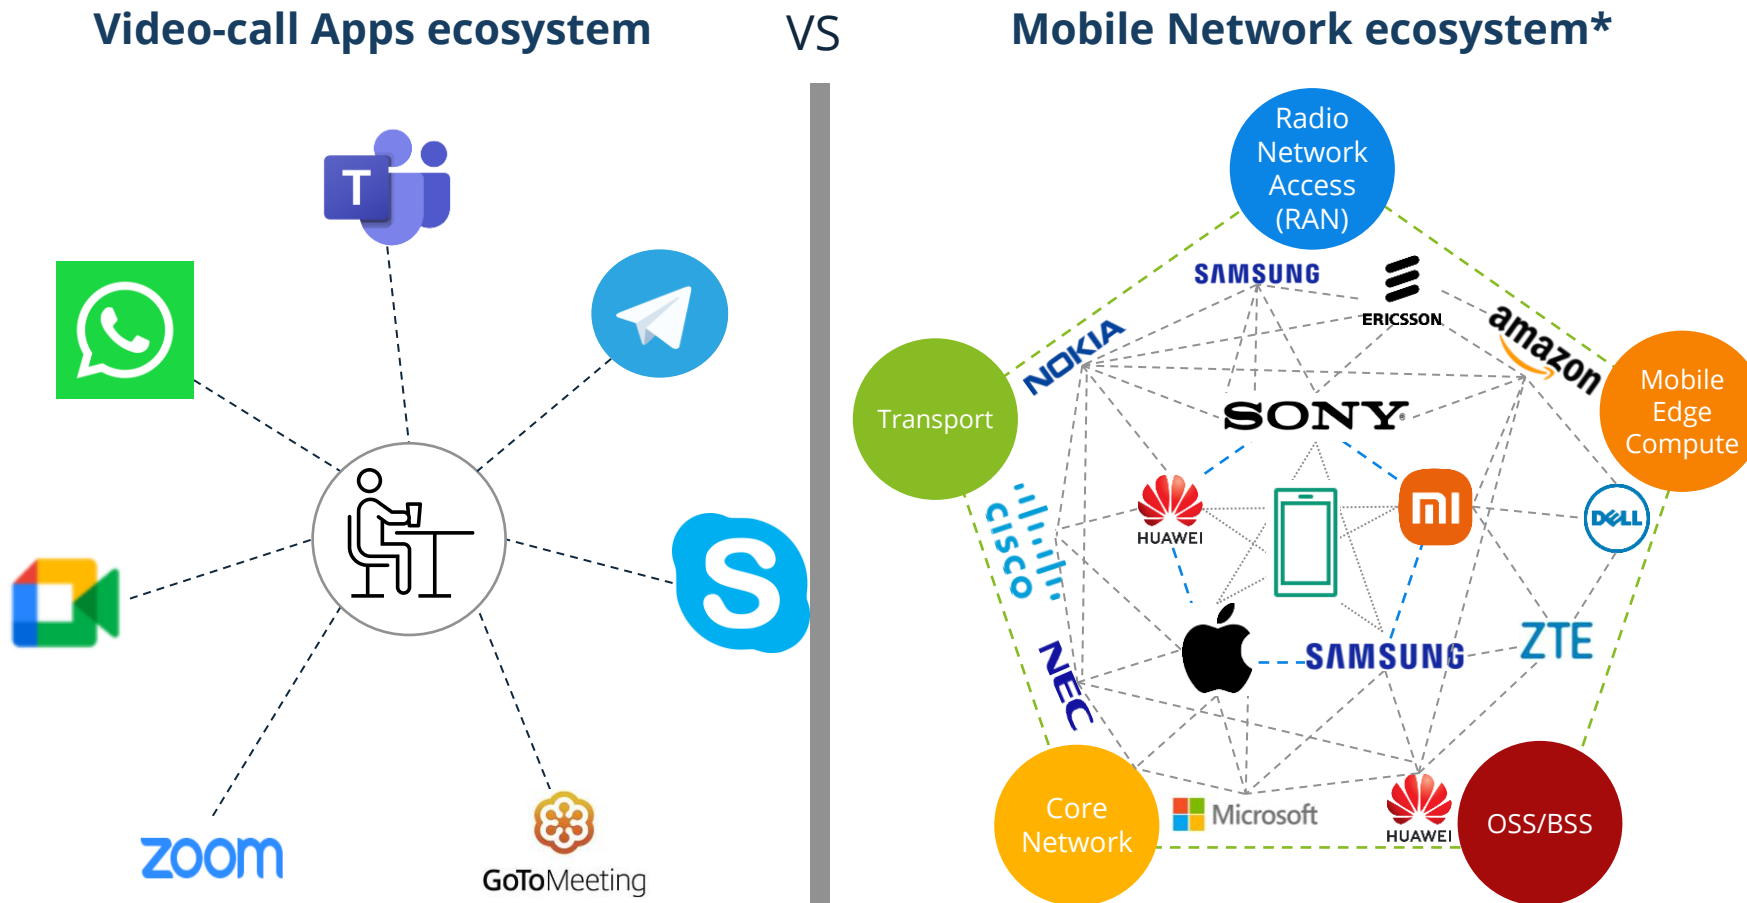 Video-call Apps ecosystem
VS
Mobile Network ecosystem*
T
S
zoom
GoToMeeting
Radio
Network
Access
(RAN)
SAMSUNG
ERICSSON
NOKIA
amazon
Transport
Mobile
Edge
Compute
SONY
CISCO
HUAWEI
mi
DELL
NEC
SAMSUNG
ZTE
Core
Network
Microsoft
HUAWEI
OSS/BSS